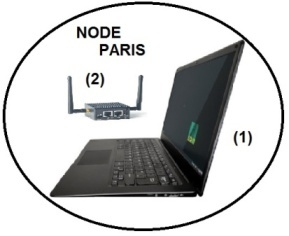 NODE
PARIS
(2)
(1)